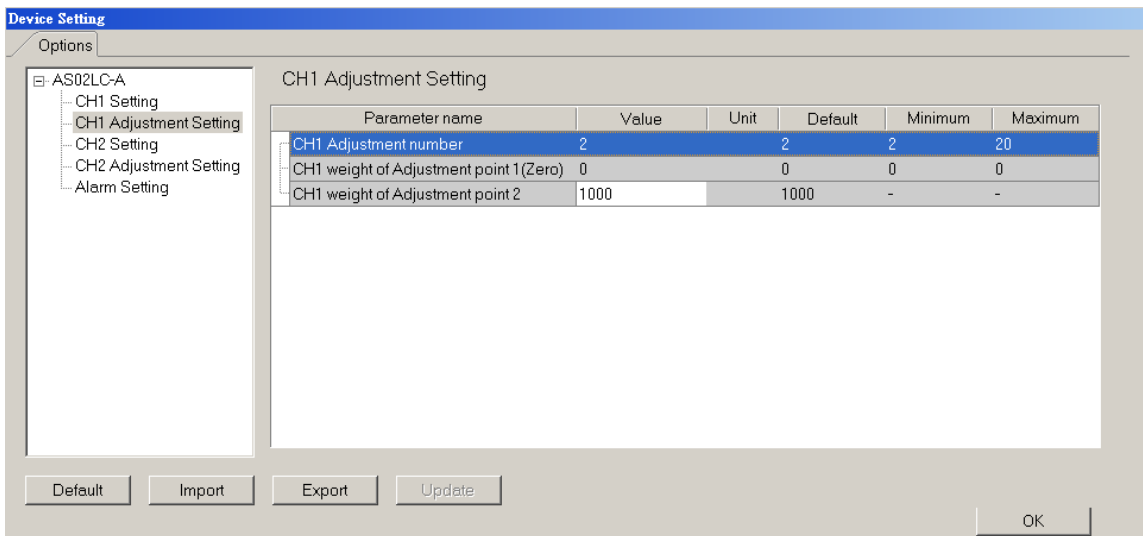 Device Setting
Options
AS02LC-A
CH1 Setting
CH1 Adjustment Setting
CH2 Setting
CH2 Adjustment Setting
Alarm Setting
CH1 Adjustment Setting
Parameter name Value Unit Default Minimum Maximum
CH1 Adjustment number 2 2 2 20
CH1 weight of Adjustment point 1(Zero) 0 0 0 0
CH1 weight of Adjustment point 2 1000 1000 - -
Default Import Export Update
OK